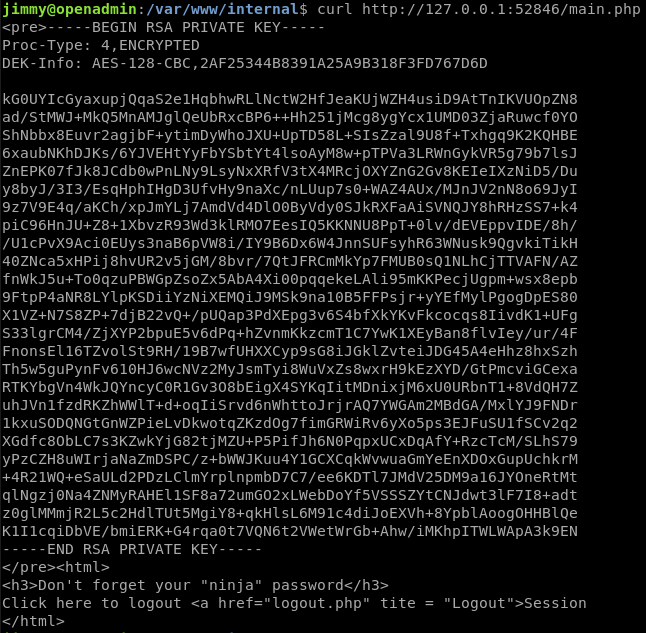 jimmy@openadmin:/var/www/internal$ curl http://127.0.0.1:52846/main.php
<pre>-----BEGIN RSA PRIVATE KEY-----
Proc-Type: 4,ENCRYPTED
DEK-Info: AES-128-CBC,2AF25344B8391A25A9B318F3FD767D6D

kG0UYIcGyaxupjQqaS2e1HqbhwRLlNctW2HfJeaKUjWZH4usiD9AtTnIKVUOpZN8
ad/StMWJ+MkQ5MnAMJglQeUbRxcBP6++Hh251jMcg8ygYcx1UMD03ZjaRuwcf0YO
ShNbbx8Euvr2agjbF+ytimDyWhoJXU+UpTD58L+SIsZzal9U8f+Txhgq9K2KQHBE
6xaubNKhDJKs/6YJVEHtYyFbYSbtYt4lsoAyM8w+pTPVa3LRWnGykVR5g79b7lsJ
ZnEPK07fJk8JCdb0wPnLNy9LsyNxXRfV3tX4MRcjOXYZnG2Gv8KEIeIXzNiD5/Du
y8byJ/3I3/EsqHphIHgD3UfvHy9naXc/nLUup7s0+WAZ4AUx/MJnJV2nN8o69JyI
9z7V9E4q/aKCh/xpJmYLj7AmdVd4DlO0ByVdy0SJkRXFaAiSVNQJY8hRHzSS7+k4
piC96HnJU+Z8+1XbvzR93Wd3klRMO7EesIQ5KKNNU8PpT+0lv/dEVEppvIDE/8h/
/U1cPvX9Aci0EUys3naB6pVW8i/IY9B6Dx6W4JnnSUFsyhR63WNusk9QgvkiTikH
40ZNca5xHPij8hvUR2v5jGM/8bvr/7QtJFRCmMkYp7FMUB0sQ1NLhCjTTVAFN/AZ
fnWkJ5u+To0qzuPBWGpZsoZx5AbA4Xi00pqqekeLAli95mKKPecjUgpm+wsx8epb
9FtpP4aNR8LYlpKSDiiYzNiXEMQiJ9MSk9na10B5FFPsjr+yYEfMylPgogDpES80
X1VZ+N7S8ZP+7djB22vQ+/pUQap3PdXEpg3v6S4bfXkYKvFkcocqs8IivdK1+UFg
S33lgrCM4/ZjXYP2bpuE5v6dPq+hZvnmKkzcmT1C7YwK1XEyBan8flvIey/ur/4F
FnonsEl16TZvolSt9RH/19B7wfUHXXCyp9sG8iJGklZvteiJDG45A4eHhz8hxSzh
Th5w5guPynFv610HJ6wcNVz2MyJsmTyi8WuVxZs8wxrH9kEzXYD/GtPmcviGCexa
RTKYbgVn4WkJQYncyC0R1Gv3O8bEigX4SYKqIitMDnixjM6xU0URbnT1+8VdQH7Z
uhJVn1fzdRKZhWWlT+d+oqIiSrvd6nWhttoJrjrAQ7YWGAm2MBdGA/MxlYJ9FNDr
1kxuSODQNGtGnWZPieLvDkwotqZKzdOg7fimGRWiRv6yXo5ps3EJFuSU1fSCv2q2
XGdfc8ObLC7s3KZwkYjG82tjMZU+P5PifJh6N0PqpxUCxDqAfY+RzcTcM/SLhS79
yPzCZH8uWIrjaNaZmDSPC/z+bWWJKuu4Y1GCXCqkWvwuaGmYeEnXDOxGupUchkrM
+4R21WQ+eSaULd2PDzLClmYrplnpmbD7C7/ee6KDTl7JMdV25DM9a16JYOneRtMt
qlNgzj0Na4ZNMyRAHEl1SF8a72umGO2xLWebDoYf5VSSSZYtCNJdwt3lF7I8+adt
z0glMMmjR2L5c2HdlTUt5MgiY8+qkHlsL6M91c4diJoEXVh+8YpblAoogOHHBlQe
K1I1cqiDbVE/bmiERK+G4rqa0t7VQN6t2VWetWrGb+Ahw/iMKhpITWLWApA3k9EN
-----END RSA PRIVATE KEY-----
</pre><html>
<h3>Don't forget your "ninja" password</h3>
Click here to logout <a href="logout.php" tite = "Logout">Session
</html>